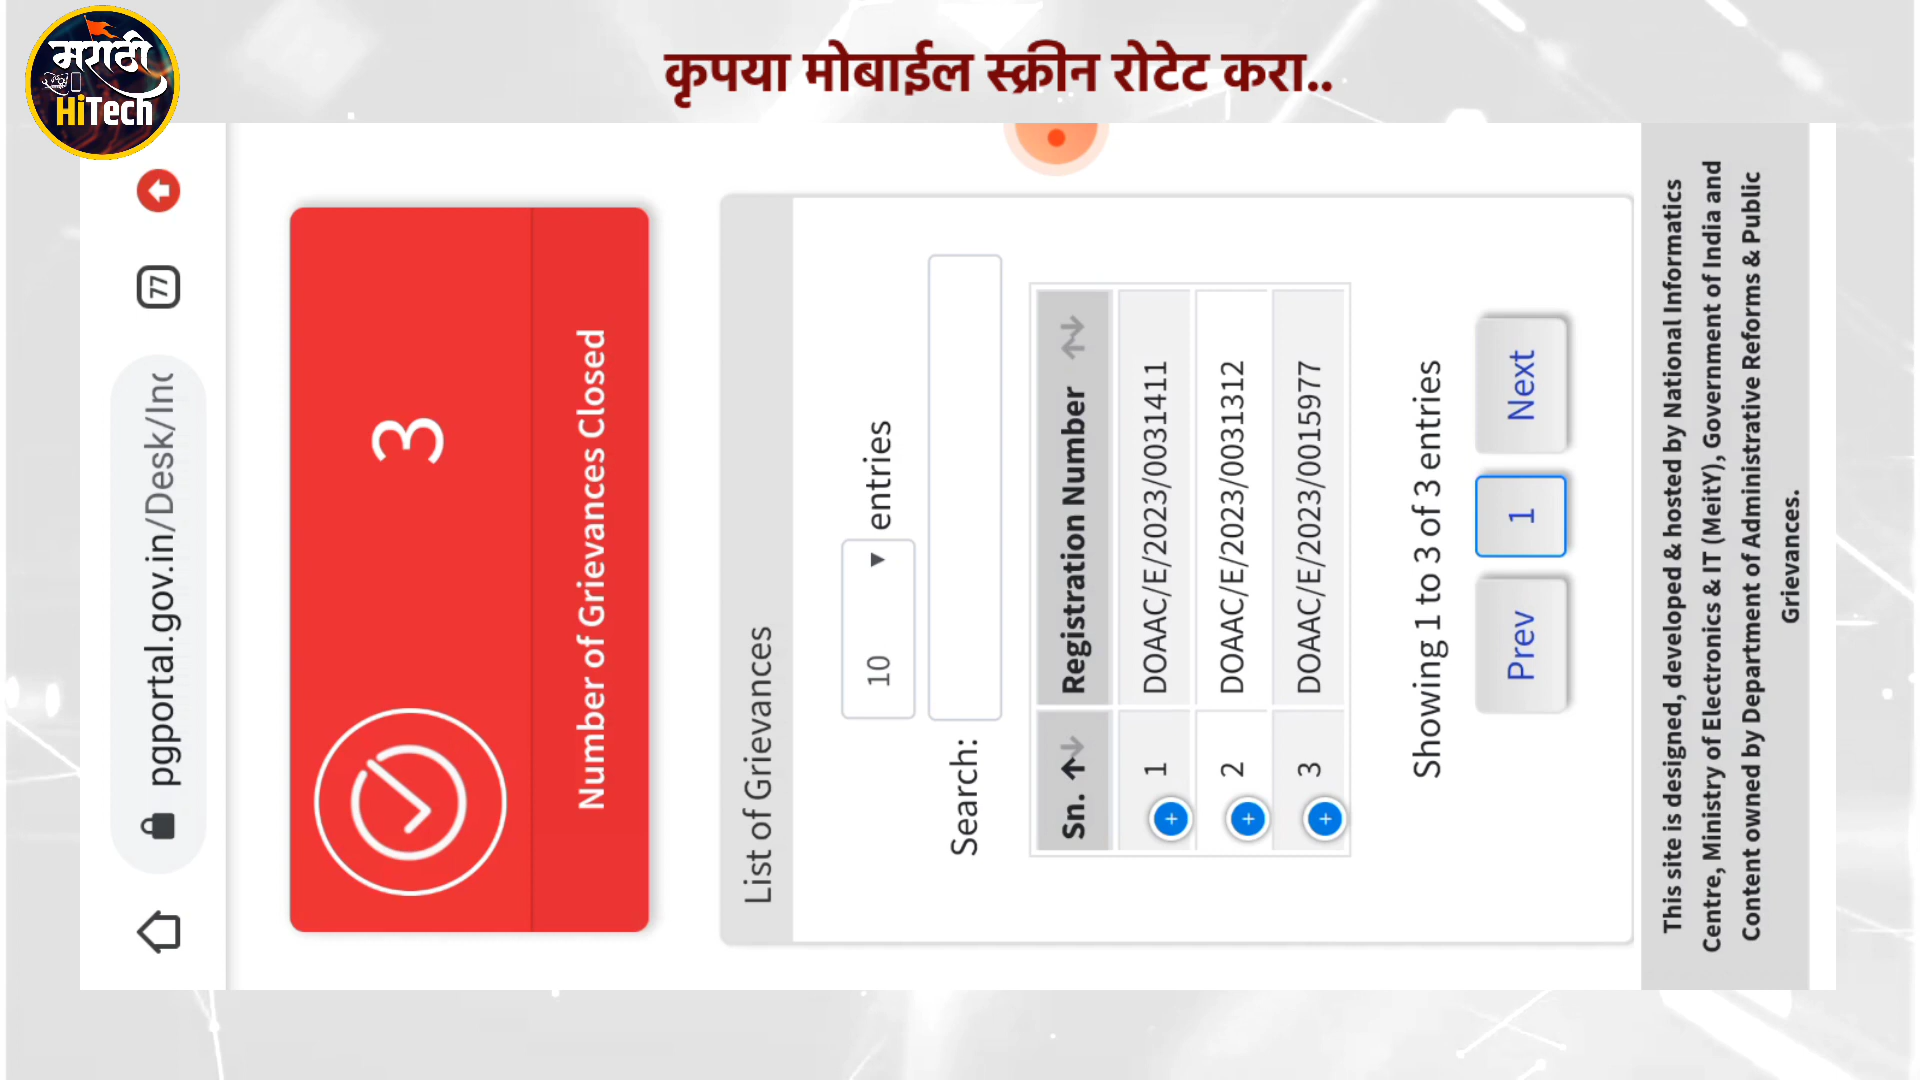 मराठी
HiTech
कृपया मोबाईल स्क्रीन रोटेट करा..
pgportal.gov.in/Desk/In
77
3
Number of Grievances Closed
List of Grievances
10 entries
Search:
Sn. Registration Number
1 DOAAC/E/2023/0031411
2 DOAAC/E/2023/0031312
3 DOAAC/E/2023/0015977
Showing 1 to 3 of 3 entries
Prev 1 Next
This site is designed, developed & hosted by National Informatics
Centre, Ministry of Electronics & IT (MeitY), Government of India and
Content owned by Department of Administrative Reforms & Public
Grievances.